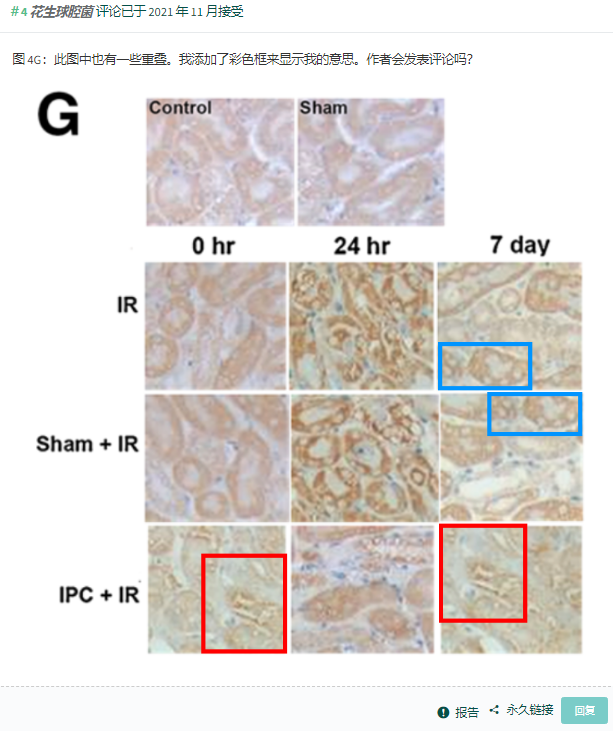 #4 花生球腔菌 评论已于 2021 年 11 月接受
图 4G：此图中也有一些重叠。我添加了彩色框来显示我的意思。作者会发表评论吗？
G
Control Sham
0 hr 24 hr 7 day
IR
Sham + IR
IPC + IR
报告 永久链接 回复